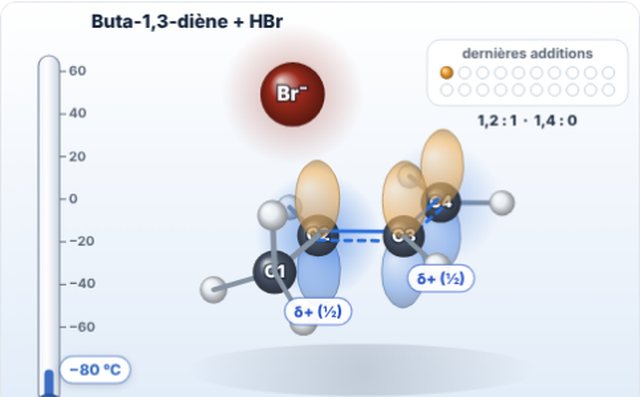 Buta-1,3-diène + HBr
dernières additions
1,2 : 1 · 1,4 : 0
60
40
20
0
−20
−40
−60
−80 °C
Br⁻
C4
C2
C3
C1
δ+ (½)
δ+ (½)